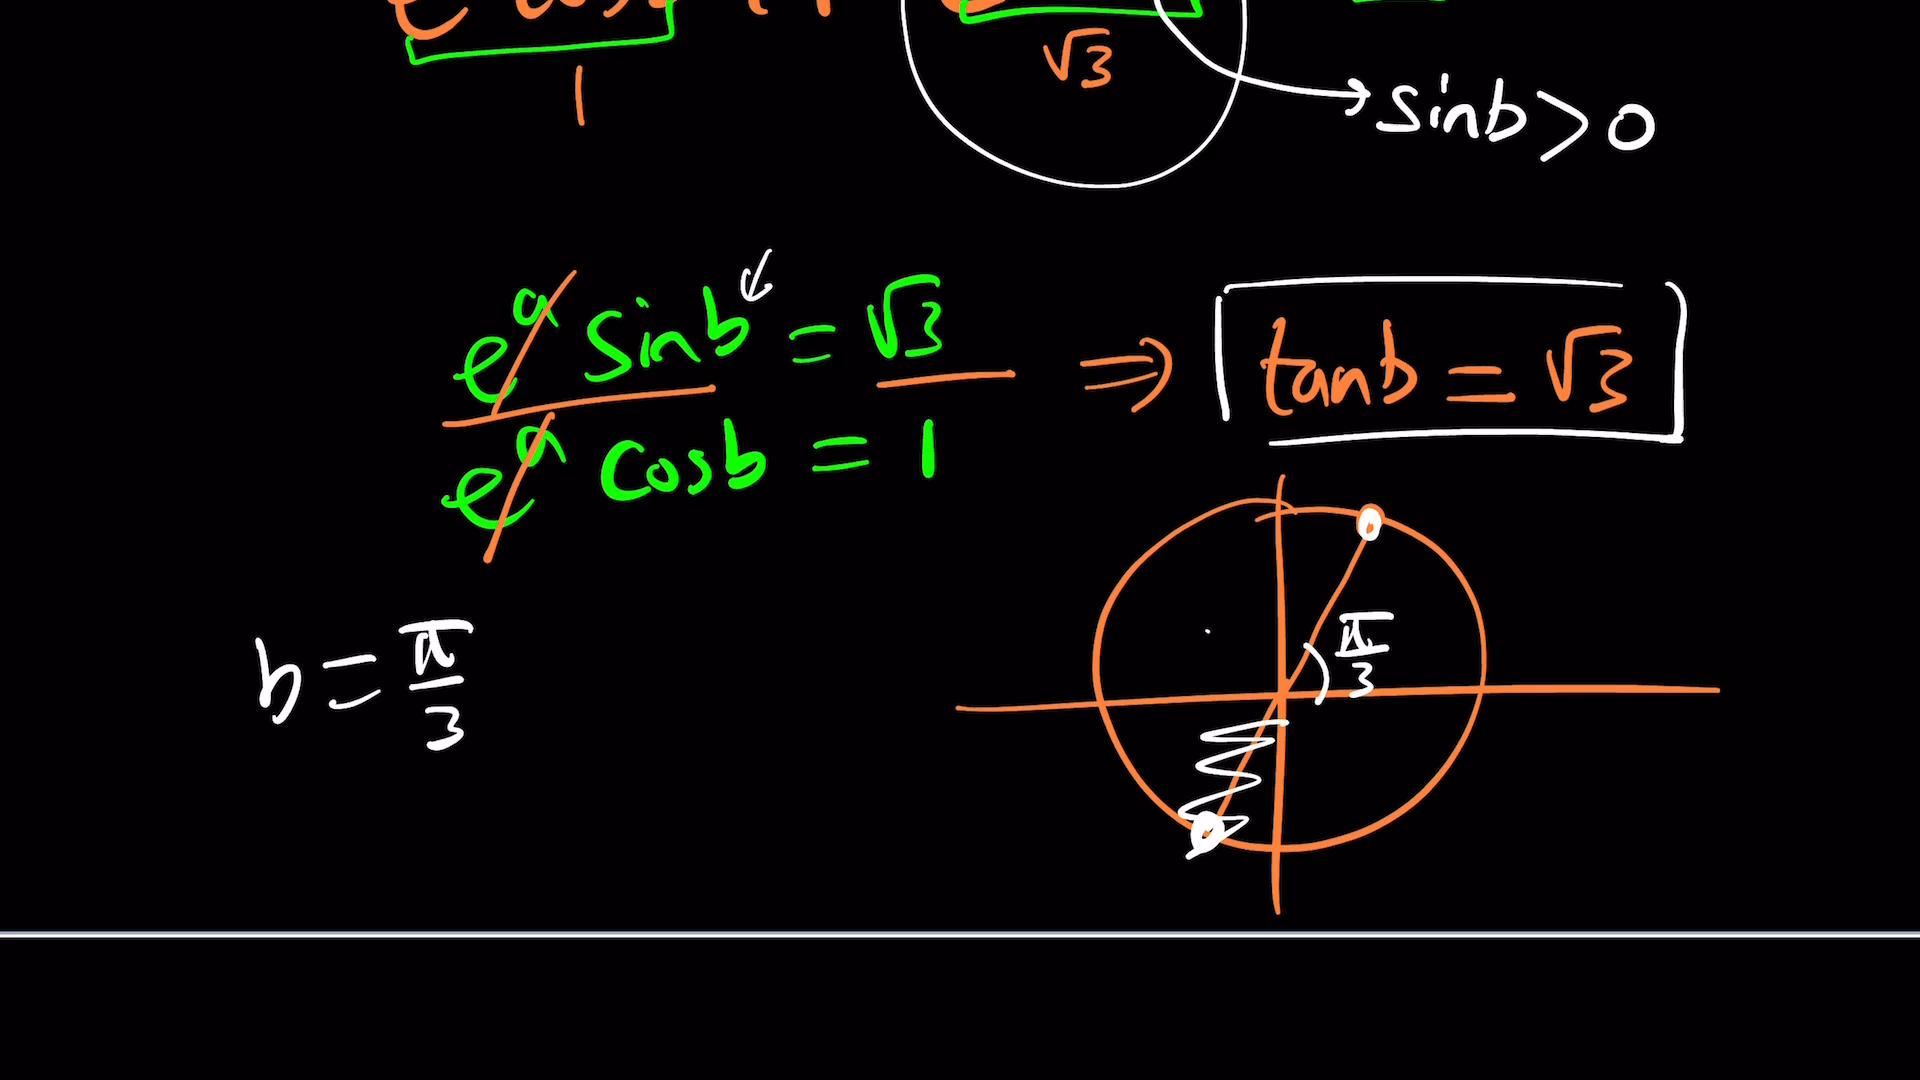 1
√3
sinb > 0
e^a sinb = √3 ⇒ tanb = √3
e^a cosb = 1
b = π/3
π/3